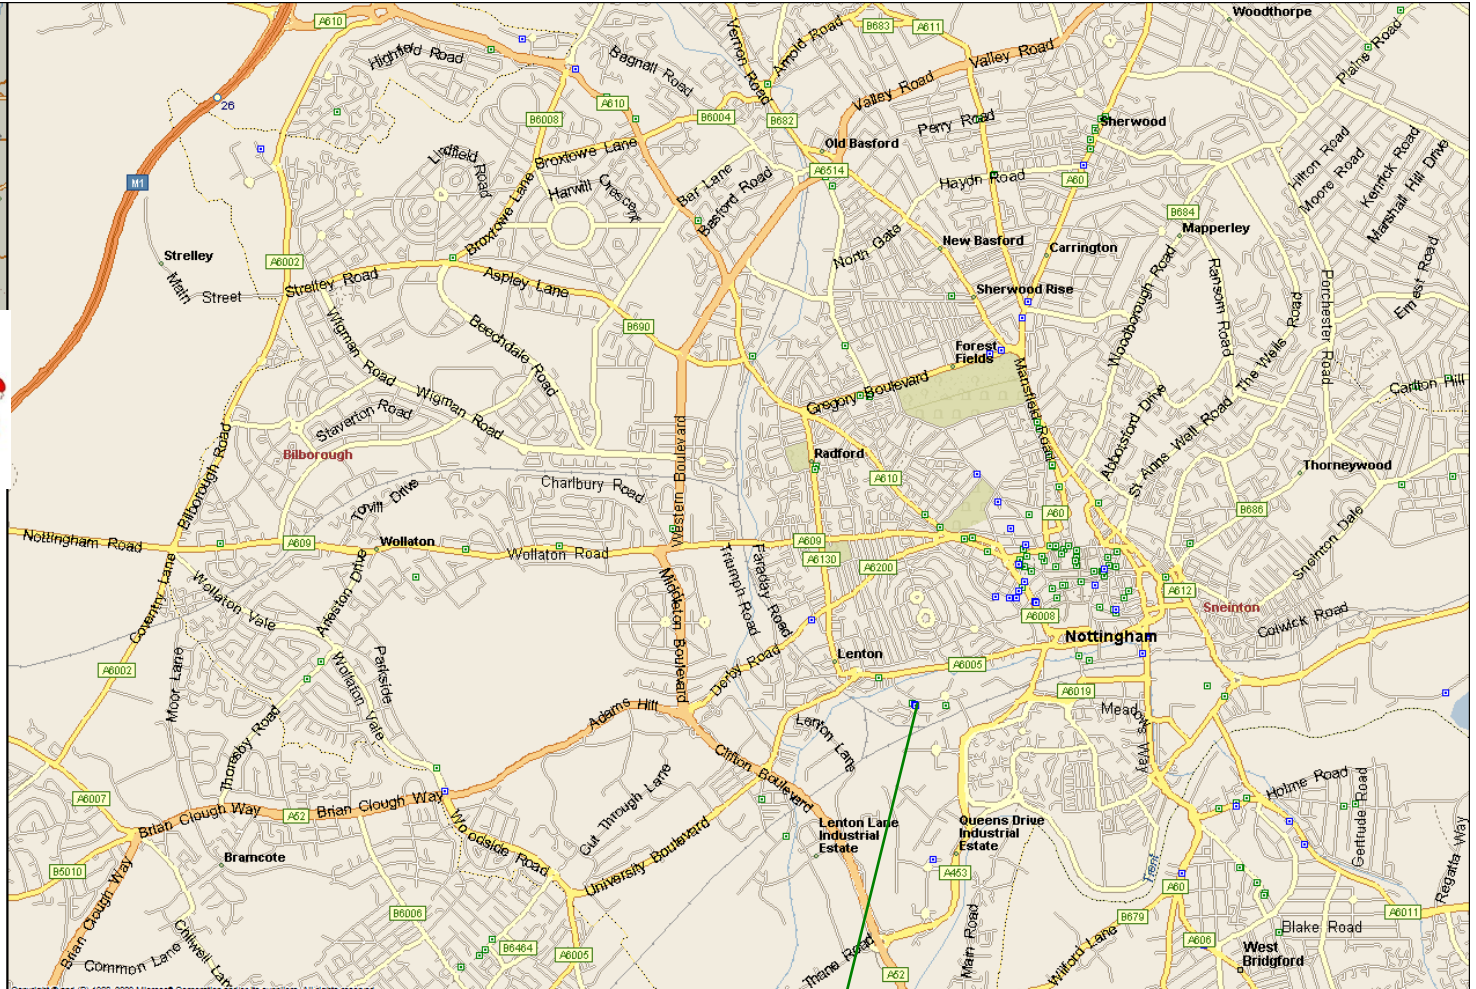 A610
Woodthorpe
B683
A611
Arnold Road
Vernon Road
Plains Road
Highfield Road
Bagnall Road
Valley Road
Valley Road
26
A610
B6008
B6004
B682
Perry Road
Sherwood
Broxtowe Lane
Old Basford
Lindfield Road
Hilton Road
Moore Road
Kenrick Road
Marshall Hill Drive
M1
Harwill Crescent
Bar Lane
Basford Road
A6514
Haydn Road
A60
B684
Mapperley
Broxtowe Lane
North Gate
New Basford
Carrington
Strelley
A6002
Main Street
Strelley Road
Aspley Lane
Sherwood Rise
Woodborough Road
Ransom Road
The Wells Road
Porchester Road
Ernest Road
B690
Wigman Road
Beechdale Road
Forest Fields
Mansfield Road
Gregory Boulevard
Carlton Hill
Wigman Road
Staverton Road
Abbotsford Drive
St Anns Well Road
Bilborough
Bilborough Road
Western Boulevard
Radford
Thorneywood
Charlbury Road
A610
Torvill Drive
A60
B686
Sneinton Dale
Nottingham Road
A609
Wollaton
Wollaton Road
A609
A6130
A6200
Triumph Road
Faraday Road
Middleton Boulevard
A612
Coventry Lane
Wollaton Vale
Arleston Drive
A6008
Sneinton
Colwick Road
Nottingham
A6002
Moor Lane
Parkside
Wollaton Vale
Derby Road
Lenton
A6005
A6019
Meadows Way
Adams Hill
Lenton Lane
Thoresby Road
Clifton Boulevard
A6007
Brian Clough Way
A52
Brian Clough Way
Cut Through Lane
Holme Road
Gertrude Road
Woodside Road
Lenton Lane Industrial Estate
Queens Drive Industrial Estate
Regatta Way
B5010
Bramcote
University Boulevard
Trent
A453
A60
Brian Clough Way
B6006
B679
A6011
Chilwell Lane
B6464
A6005
Thane Road
Main Road
Wilford Lane
A606
Blake Road
Common Lane
A52
West Bridgford